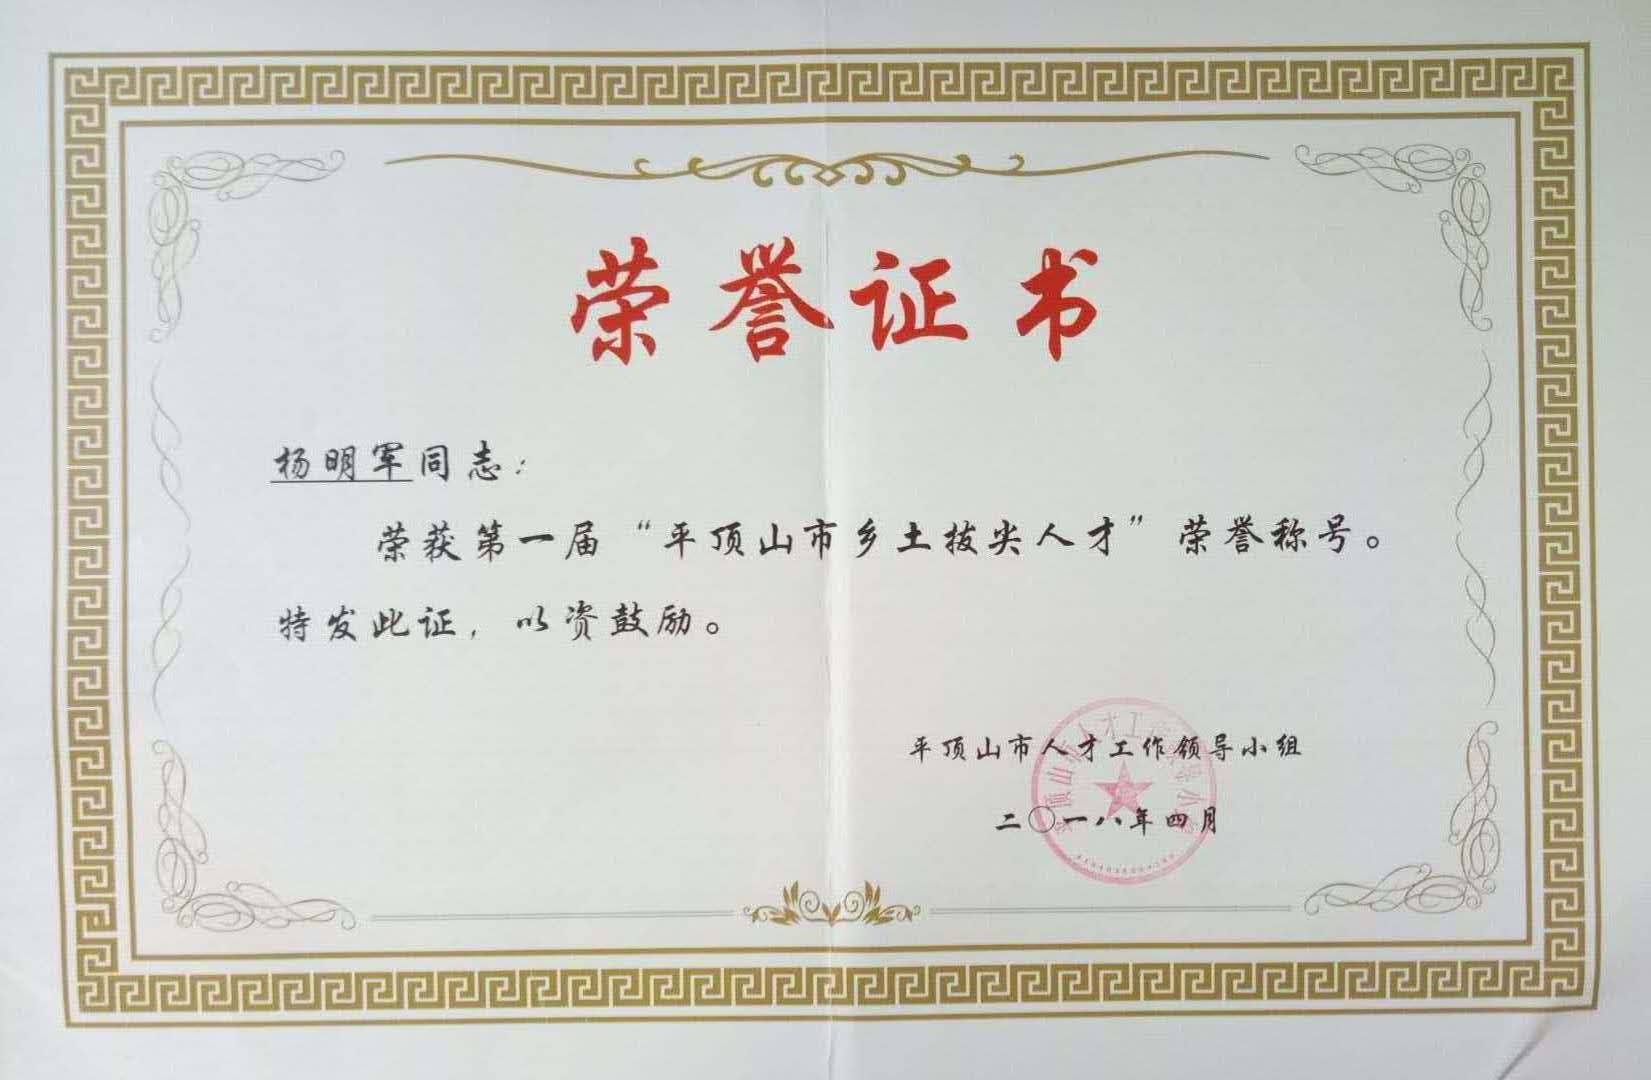 荣誉证书
杨明军同志：
荣获第一届“平顶山市乡土拔尖人才”荣誉称号。
特发此证，以资鼓励。
平顶山市人才工作领导小组
二〇一八年四月